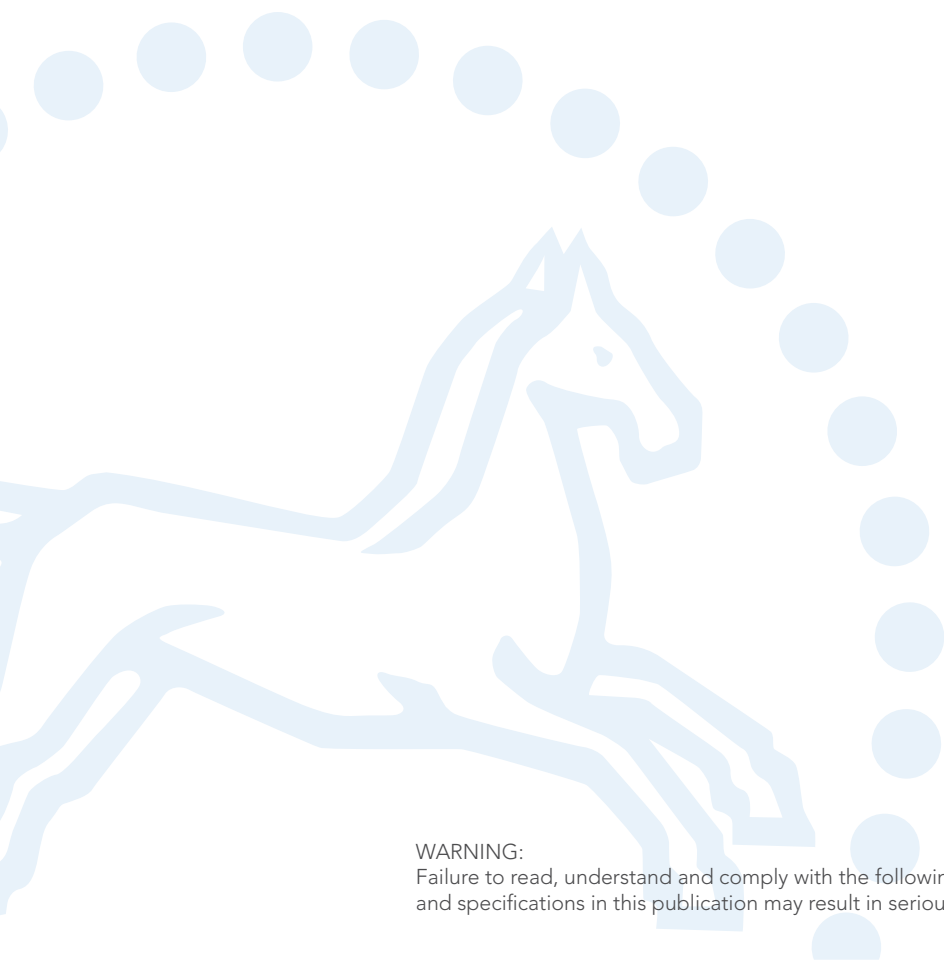 WARNING:
Failure to read, understand and comply with the followin
and specifications in this publication may result in seriou